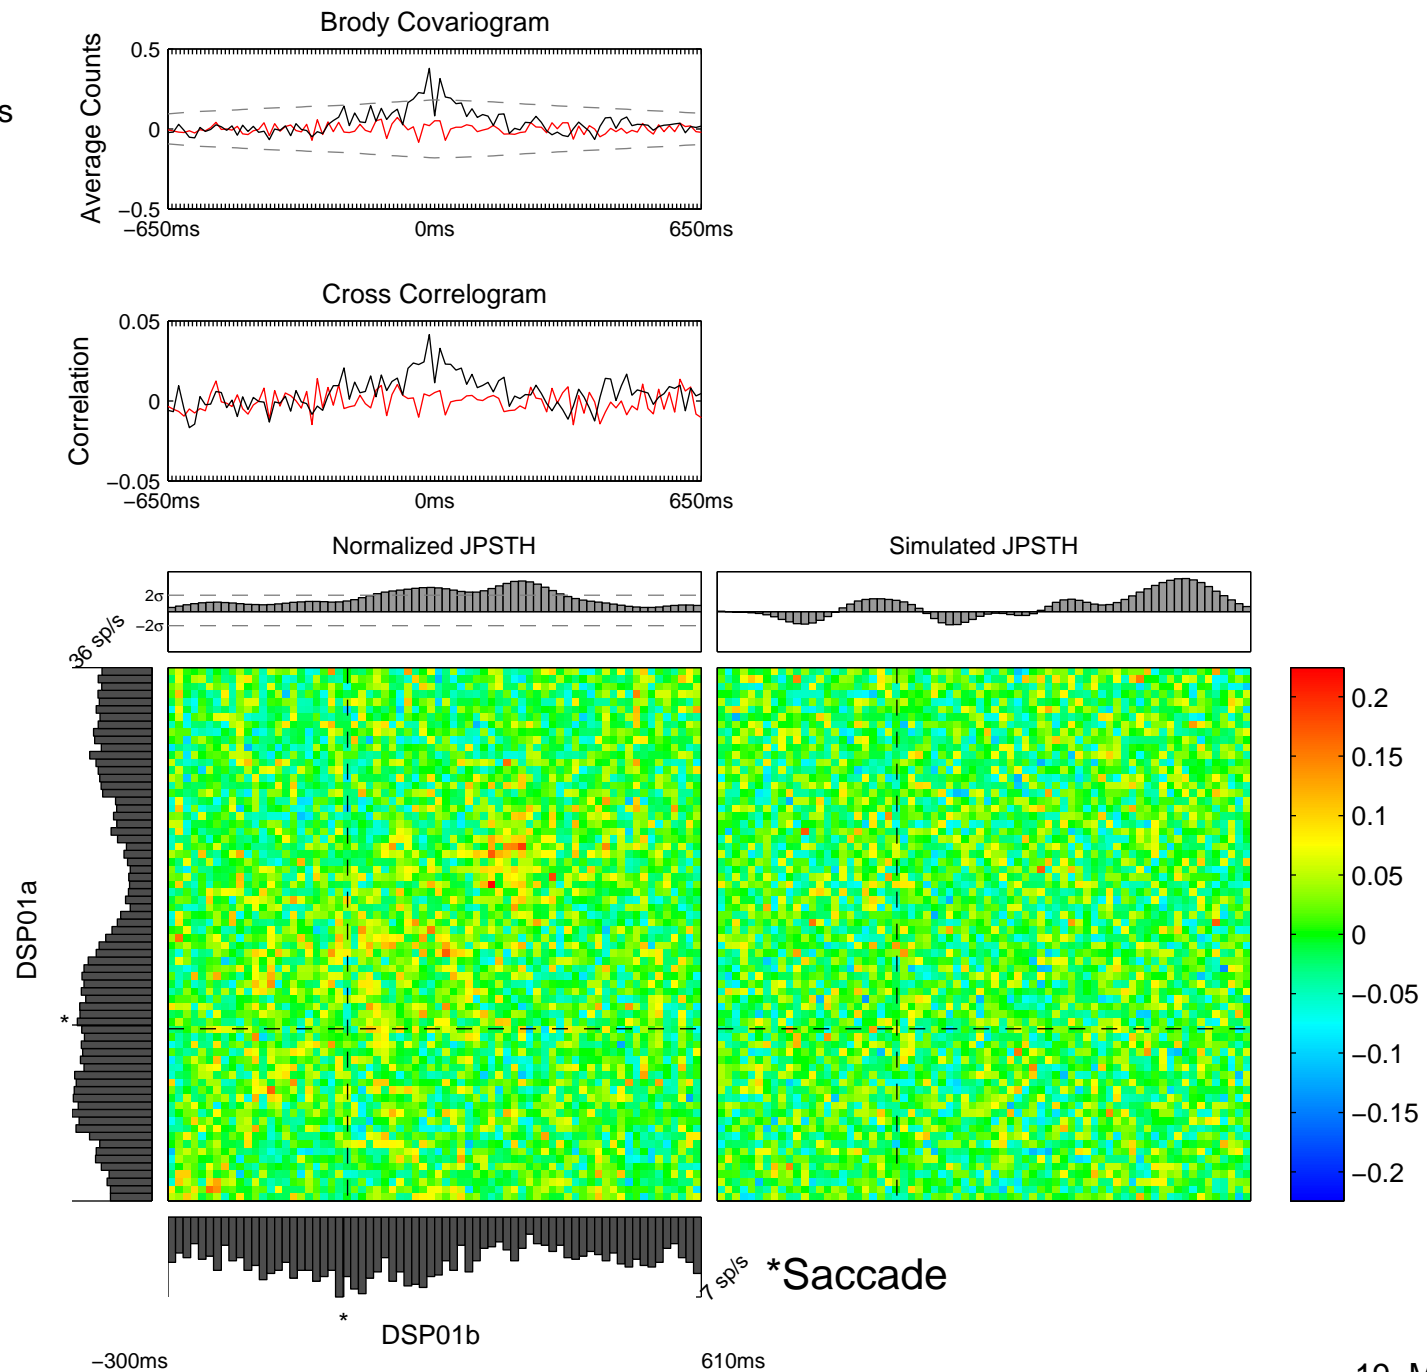 Brody Covariogram
s
Average Counts
0.5
0
−0.5
−650ms
0ms
650ms
Cross Correlogram
Correlation
0.05
0
−0.05
−650ms
0ms
650ms
Normalized JPSTH
Simulated JPSTH
2σ
−2σ
36 sp/s
DSP01a
*
0.2
0.15
0.1
0.05
0
−0.05
−0.1
−0.15
−0.2
7 sp/s
*Saccade
*
DSP01b
−300ms
610ms